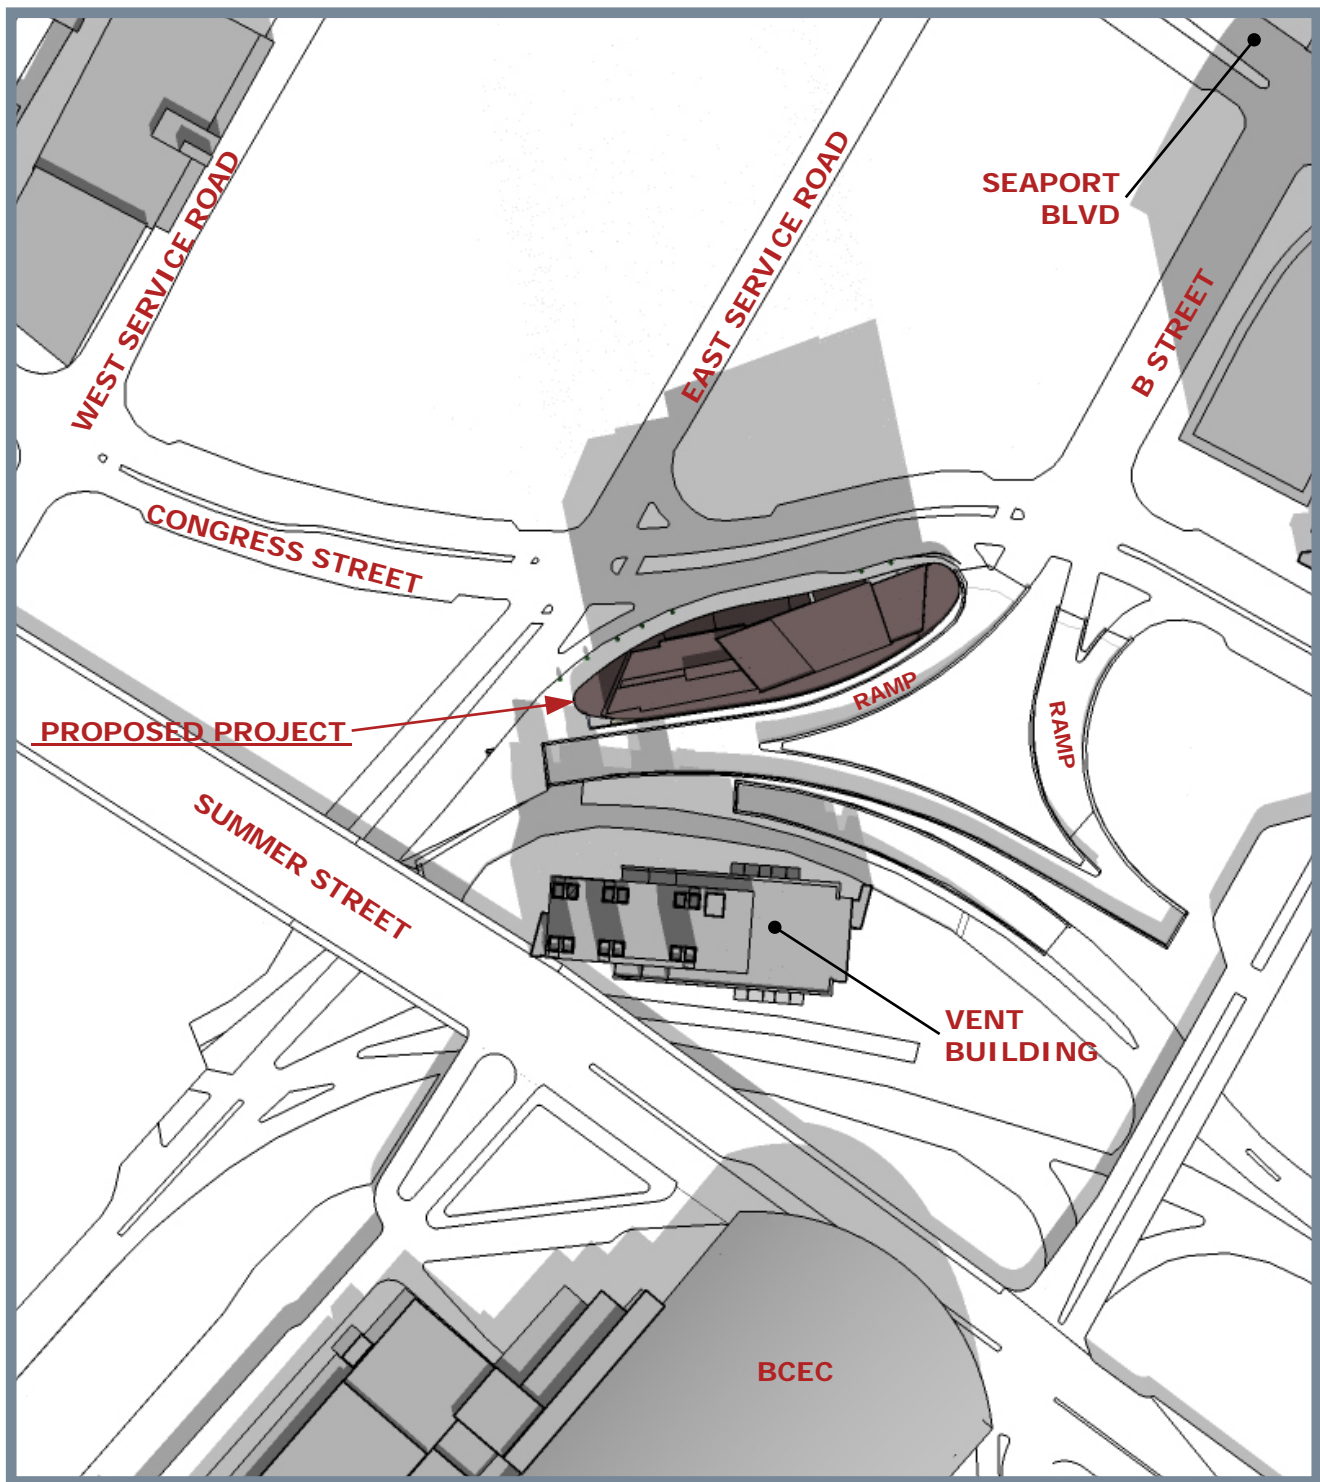 SEAPORT
BLVD
WEST SERVICE ROAD
EAST SERVICE ROAD
B STREET
CONGRESS STREET
RAMP
RAMP
PROPOSED PROJECT
SUMMER STREET
VENT
BUILDING
BCEC